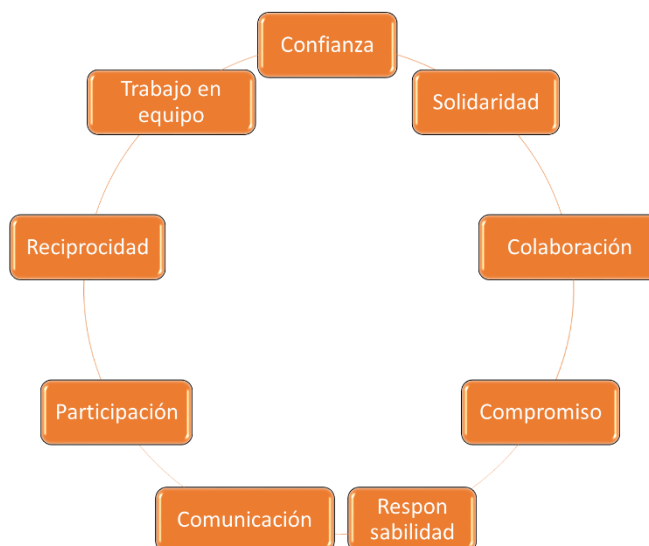 Confianza
Solidaridad
Colaboración
Compromiso
Respon
sabilidad
Comunicación
Participación
Reciprocidad
Trabajo en
equipo